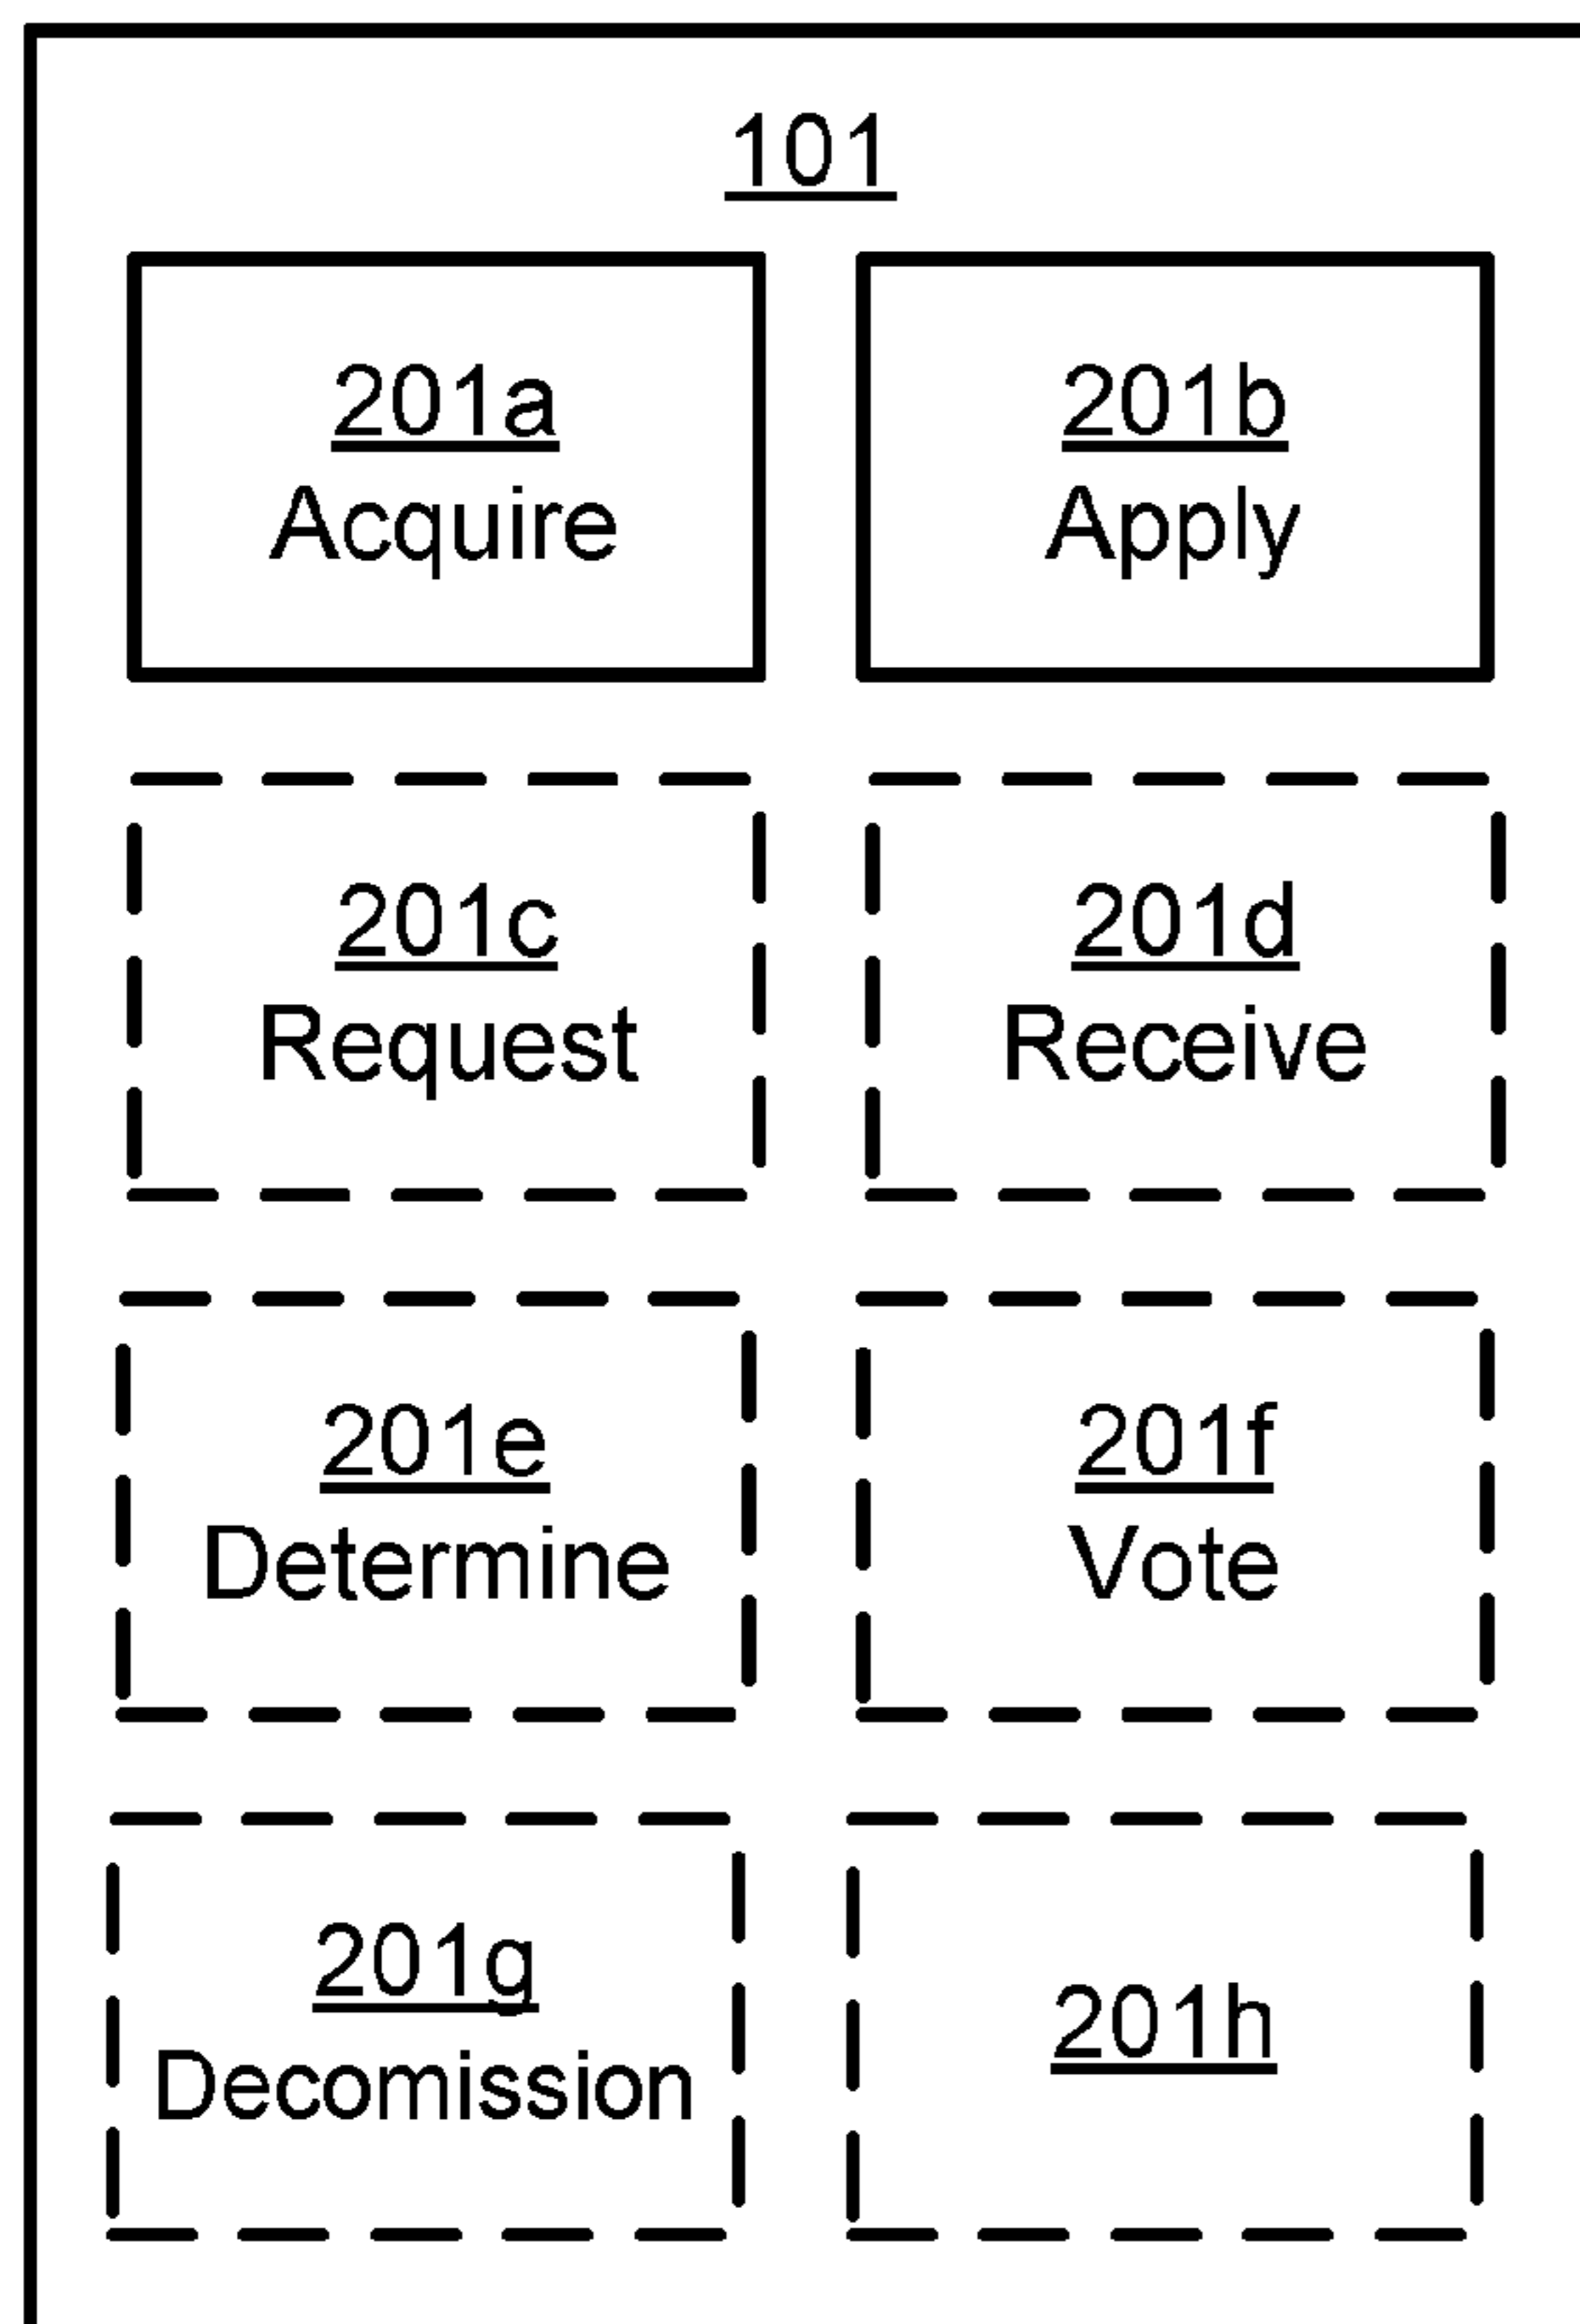 101
201a
Acquire
201b
Apply
201c
Request
201d
Receive
201e
Determine
201f
Vote
201g
Decomission
201h